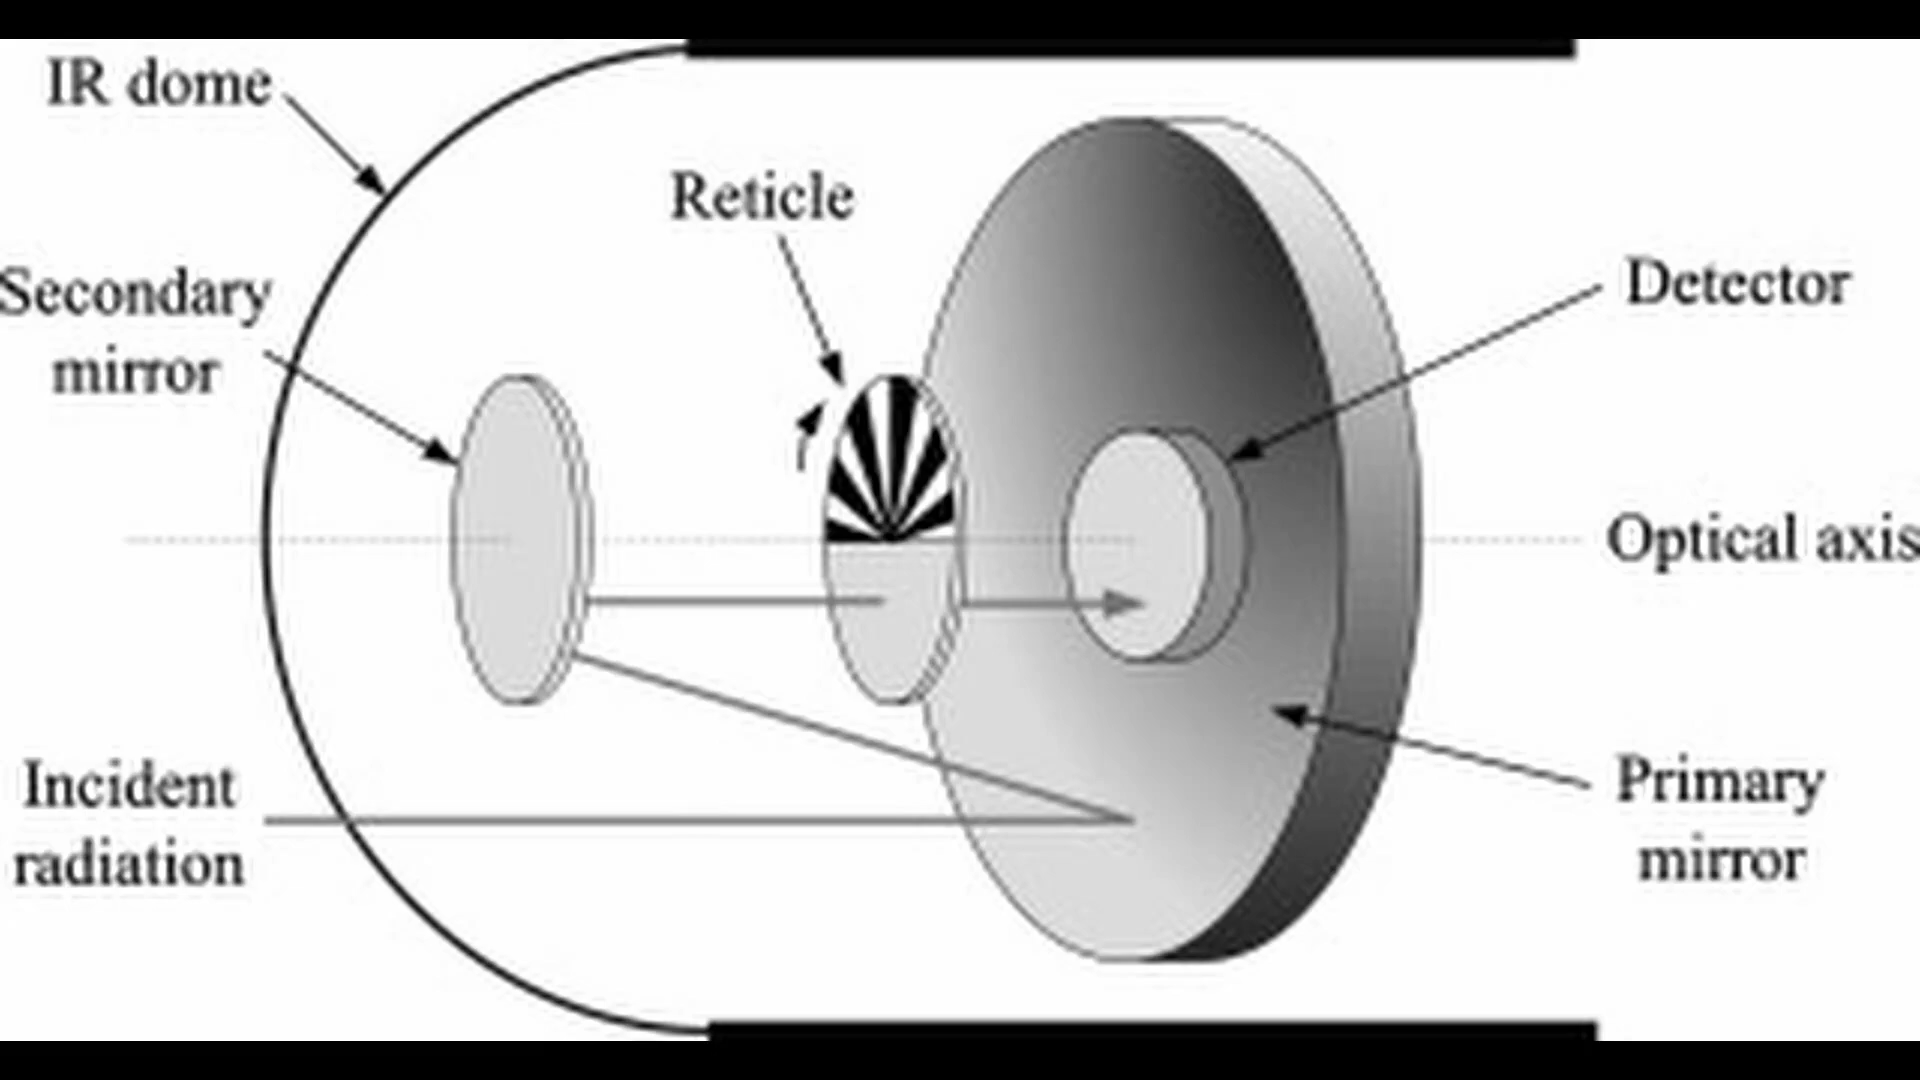 IR dome
Reticle
Secondary
mirror
Detector
Optical axis
Incident
radiation
Primary
mirror